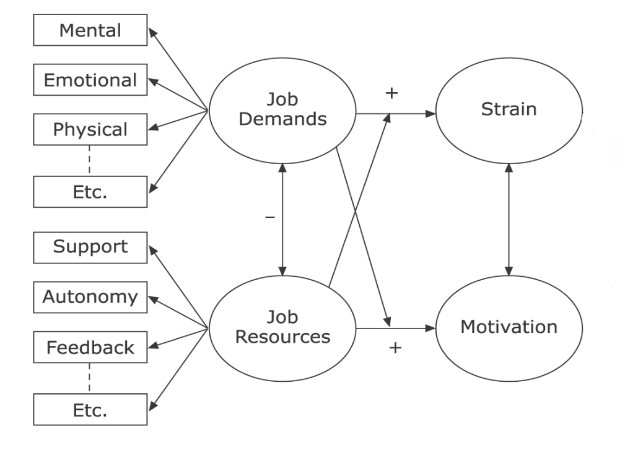 Mental
Emotional
Physical
Etc.
Support
Autonomy
Feedback
Etc.
Job
Demands
+
Strain
–
Job
Resources
+
Motivation